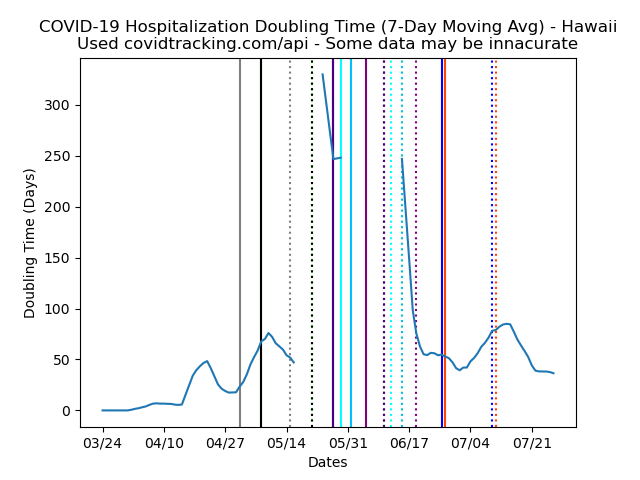 COVID-19 Hospitalization Doubling Time (7-Day Moving Avg) - Hawaii
Used covidtracking.com/api - Some data may be innacurate
Doubling Time (Days)
300
250
200
150
100
50
0
03/24 04/10 04/27 05/14 05/31 06/17 07/04 07/21
Dates